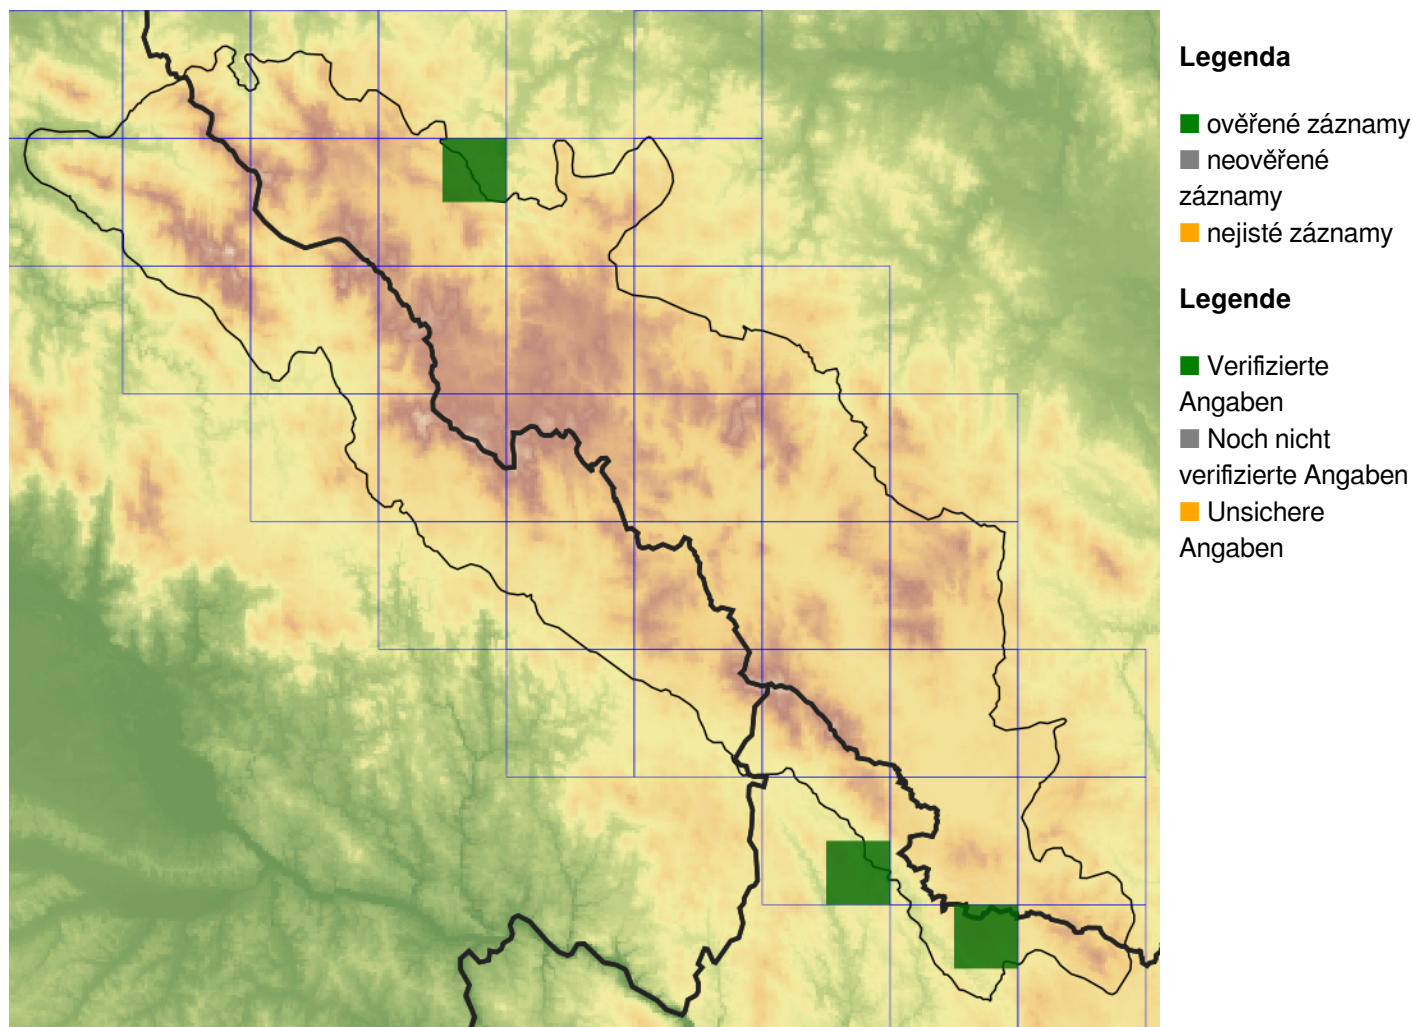 Legenda
ověřené záznamy
neověřené
záznamy
nejisté záznamy
Legende
Verifizierte
Angaben
Noch nicht
verifizierte Angaben
Unsichere
Angaben